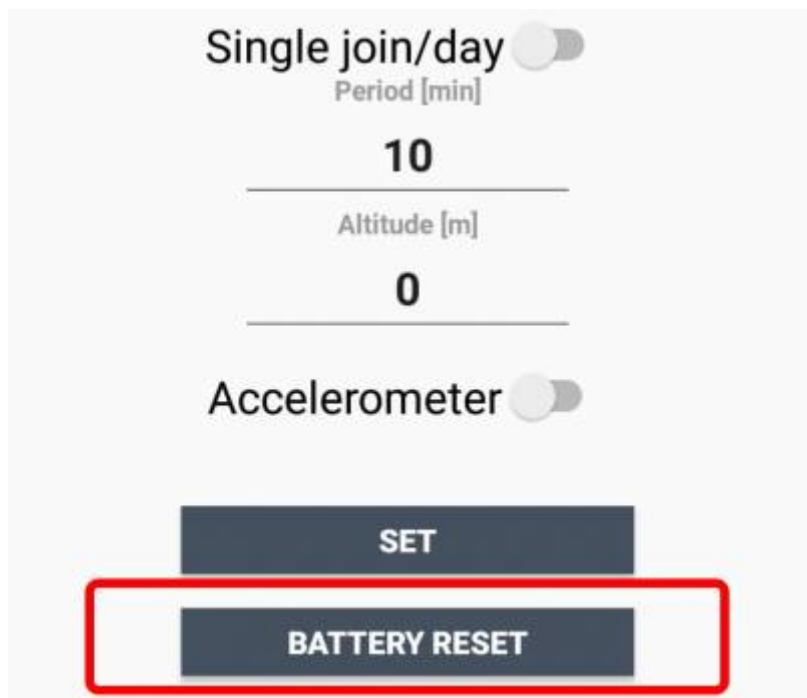 Single join/day
Period [min]
10
Altitude [m]
0
Accelerometer
SET
BATTERY RESET